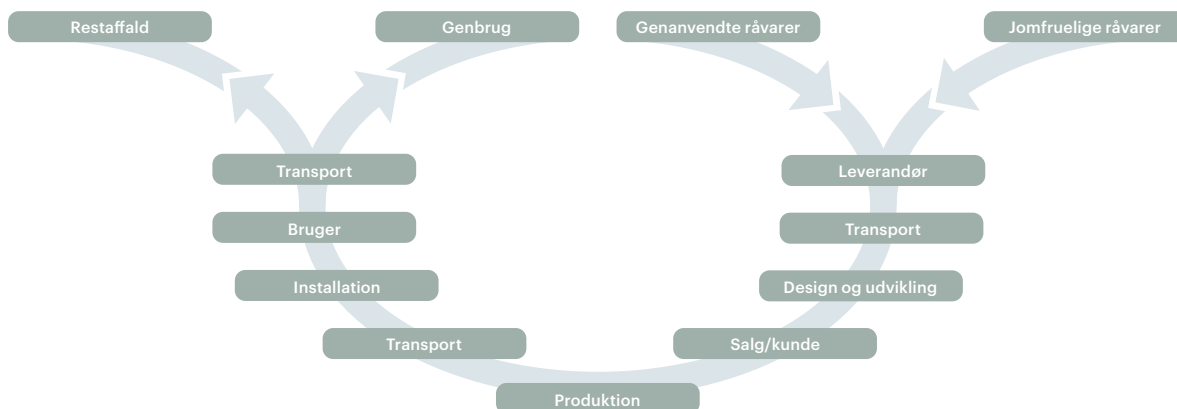 Restaffald
Genbrug
Genanvendte råvarer
Jomfruelige råvarer
Transport
Leverandør
Bruger
Transport
Installation
Design og udvikling
Transport
Salg/kunde
Produktion